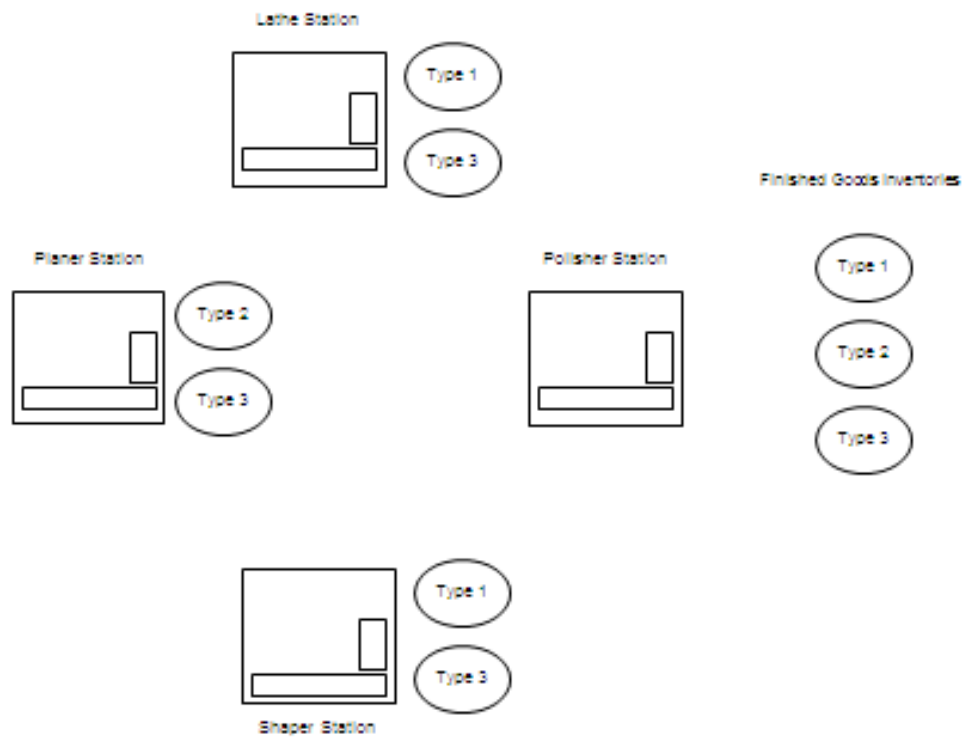 Lathe Station
Type 1
Type 3
Finished Goods Inventories
Planer Station
Type 2
Type 3
Polisher Station
Type 1
Type 2
Type 3
Type 1
Type 3
Shaper Station